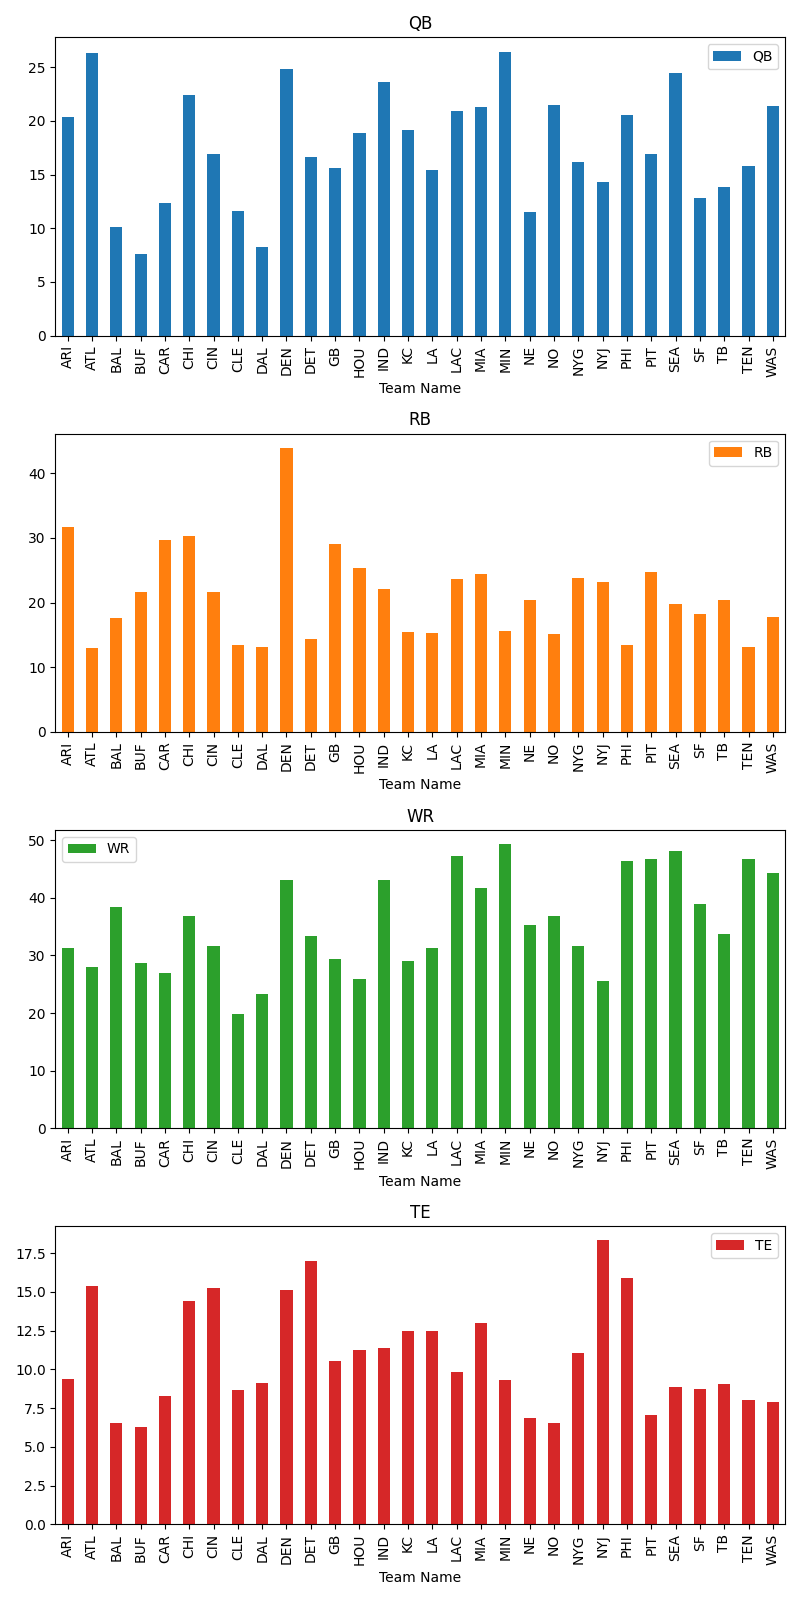 QB
QB
25
20
15
10
5
0
ARI ATL BAL BUF CAR CHI CIN CLE DAL DEN DET GB HOU IND KC LA LAC MIA MIN NE NO NYG NYJ PHI PIT SEA SF TB TEN WAS
Team Name
RB
RB
40
30
20
10
0
ARI ATL BAL BUF CAR CHI CIN CLE DAL DEN DET GB HOU IND KC LA LAC MIA MIN NE NO NYG NYJ PHI PIT SEA SF TB TEN WAS
Team Name
WR
WR
50
40
30
20
10
0
ARI ATL BAL BUF CAR CHI CIN CLE DAL DEN DET GB HOU IND KC LA LAC MIA MIN NE NO NYG NYJ PHI PIT SEA SF TB TEN WAS
Team Name
TE
TE
17.5
15.0
12.5
10.0
7.5
5.0
2.5
0.0
ARI ATL BAL BUF CAR CHI CIN CLE DAL DEN DET GB HOU IND KC LA LAC MIA MIN NE NO NYG NYJ PHI PIT SEA SF TB TEN WAS
Team Name